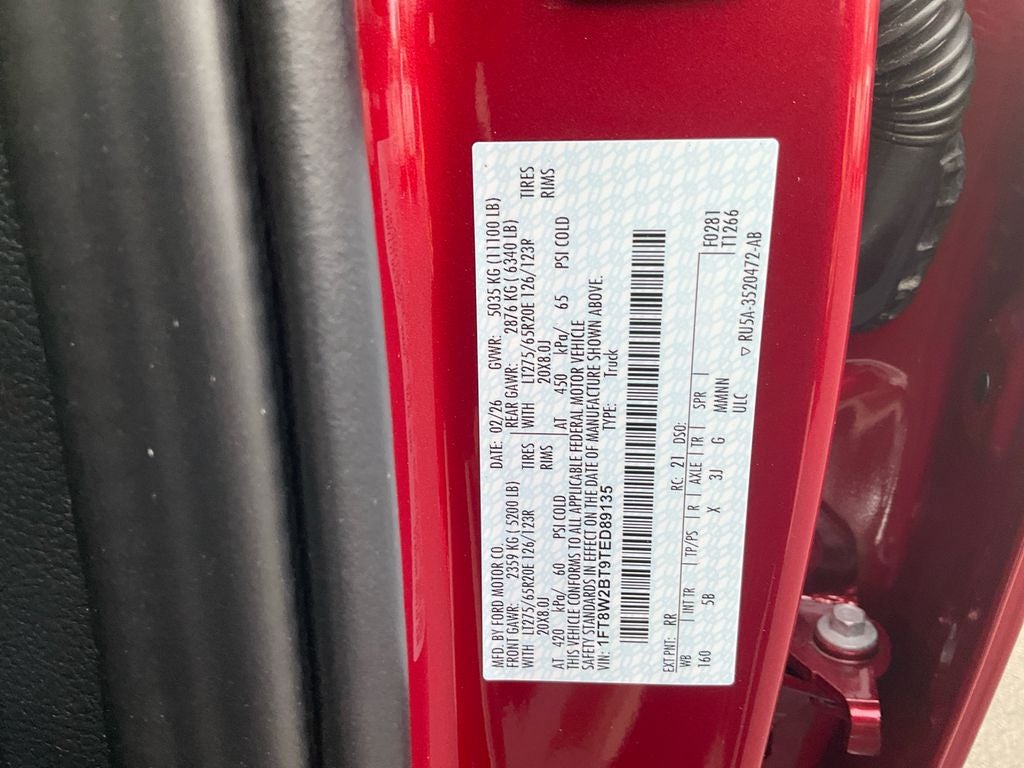 MFD. BY FORD MOTOR CO.
DATE: 02/26 GVWR: 5035 KG (11100 LB)
FRONT GAWR: 2359 KG (5200 LB) REAR GAWR: 2876 KG ( 6340 LB)
WITH LT275/65R20E 126/123R TIRES WITH LT275/65R20E 126/123R TIRES
20X8.0J RIMS 20X8.0J RIMS
AT 420 kPa/ 60 PSI COLD AT 450 kPa/ 65 PSI COLD
THIS VEHICLE CONFORMS TO ALL APPLICABLE FEDERAL MOTOR VEHICLE
SAFETY STANDARDS IN EFFECT ON THE DATE OF MANUFACTURE SHOWN ABOVE.
VIN: 1FT8W2BT9TED89135 TYPE: Truck
EXT PNT: RR RC: 21 DSO:
WB INT TR TP/PS R AXLE TR SPR F0281
160 5B X 3J G MMNNN T1266
ULC
▽ RU5A-3520472-AB